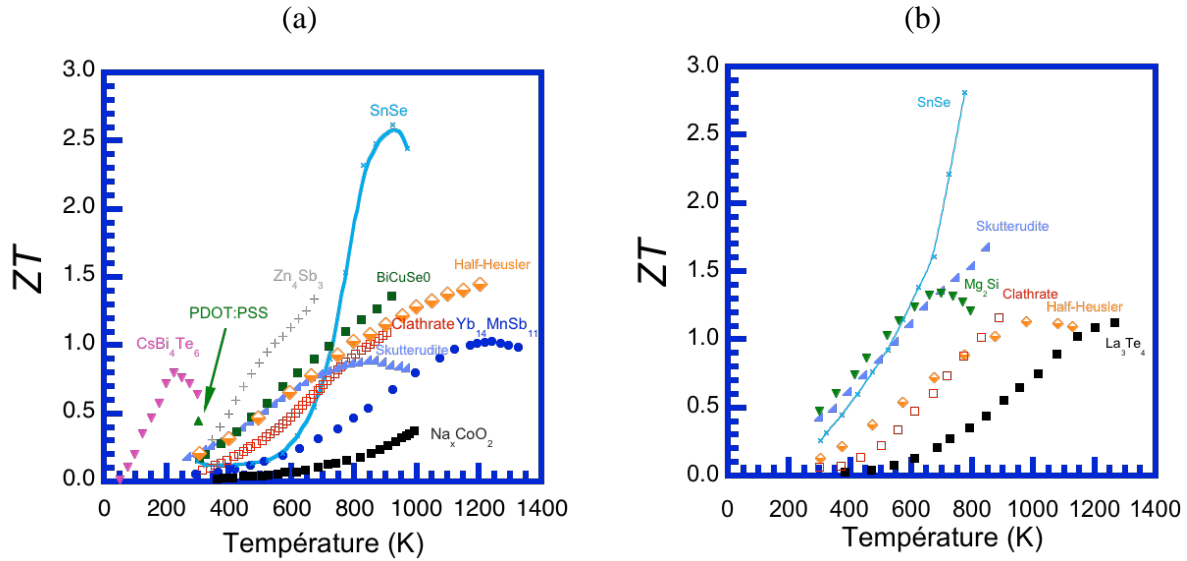 (a)
(b)
3.0
2.5
2.0
1.5
1.0
0.5
0.0
0 200 400 600 800 1000 1200 1400
ZT
Température (K)
SnSe
Zn4Sb3
BiCuSe0
Half-Heusler
PDOT:PSS
CsBi4Te6
Clathrate
Yb14MnSb11
Skutterudite
NaxCoO2
3.0
2.5
2.0
1.5
1.0
0.5
0.0
0 200 400 600 800 1000 1200 1400
ZT
Température (K)
SnSe
Skutterudite
Mg2Si
Clathrate
Half-Heusler
La3Te4